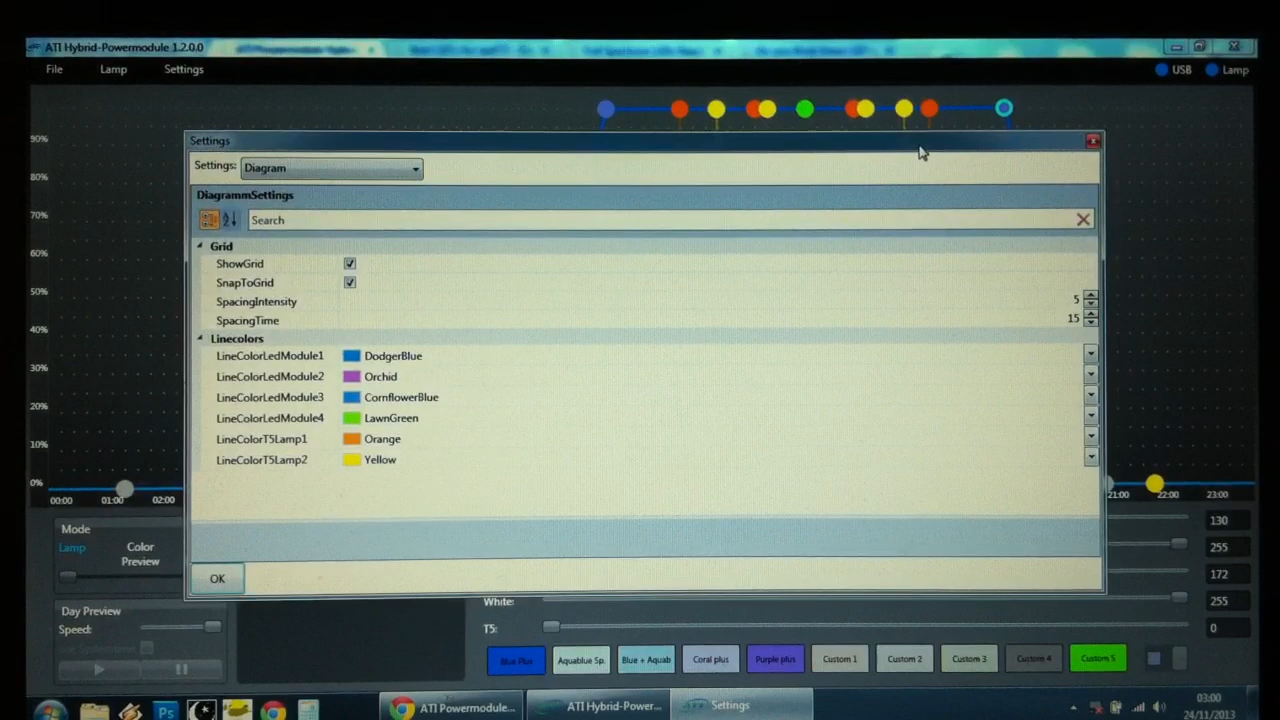 ATI Hybrid-Powermodule 1.2.0.0
File Lamp Settings USB Lamp
90%
80%
70%
60%
50%
40%
30%
20%
10%
0%
00:00 01:00 02:00 21:00 22:00 23:00
Settings
Settings: Diagram
DiagrammSettings
Search
Grid
ShowGrid
SnapToGrid
SpacingIntensity 5
SpacingTime 15
Linecolors
LineColorLedModule1 DodgerBlue
LineColorLedModule2 Orchid
LineColorLedModule3 CornflowerBlue
LineColorLedModule4 LawnGreen
LineColorT5Lamp1 Orange
LineColorT5Lamp2 Yellow
OK
Mode
Lamp Color Preview
130
255
172
White: 255
T5: 0
Day Preview
Speed:
Blue Plus Aquablue Sp. Blue + Aquab Coral plus Purple plus Custom 1 Custom 2 Custom 3 Custom 4 Custom 5
Ps ATI Powermodule... ATI Hybrid-Power... Settings
03:00
24/11/2013